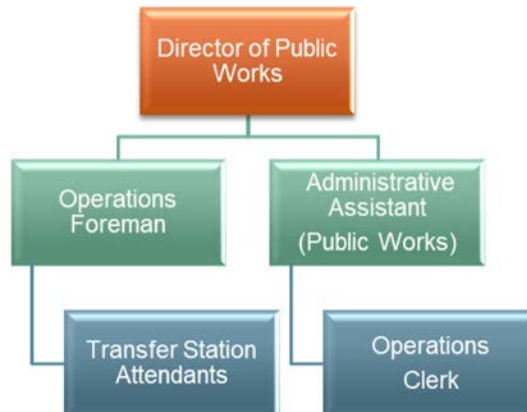 Director of Public
Works
Operations
Foreman
Administrative
Assistant
(Public Works)
Transfer Station
Attendants
Operations
Clerk